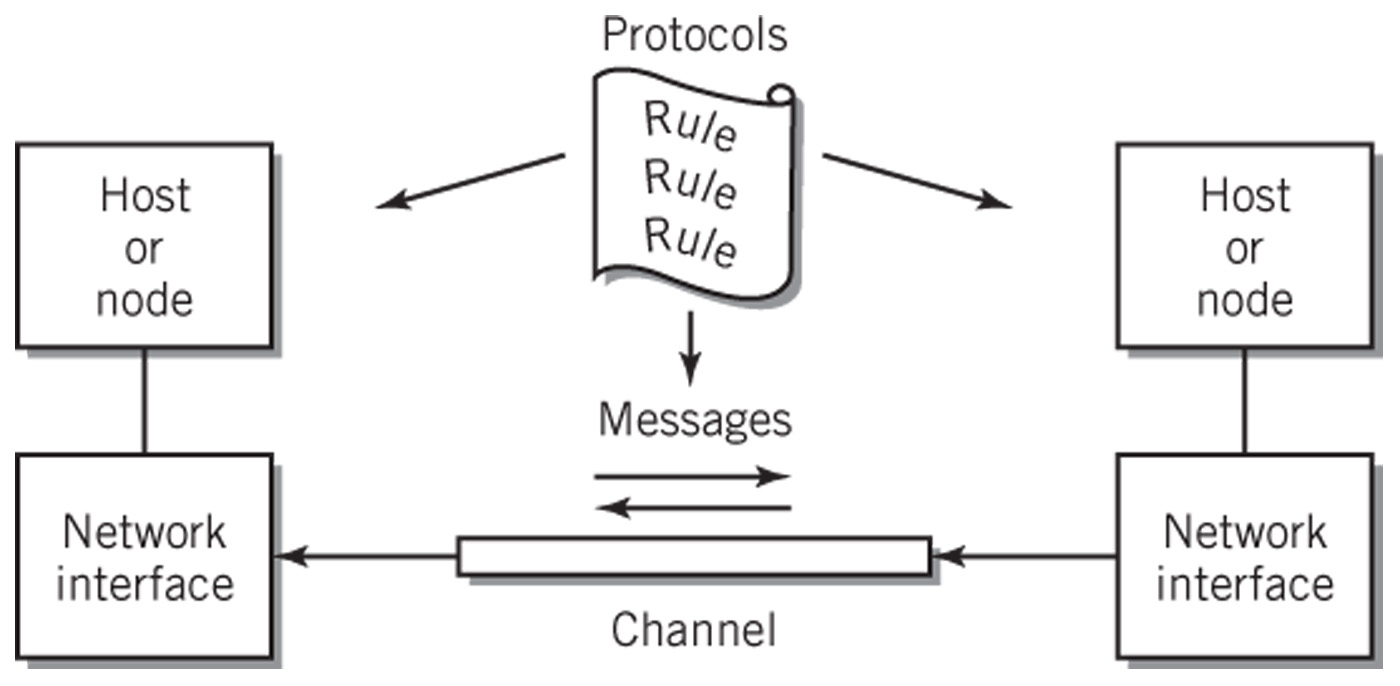 Protocols
Rule
Rule
Rule
Host
or
node
Host
or
node
Messages
Network
interface
Network
interface
Channel